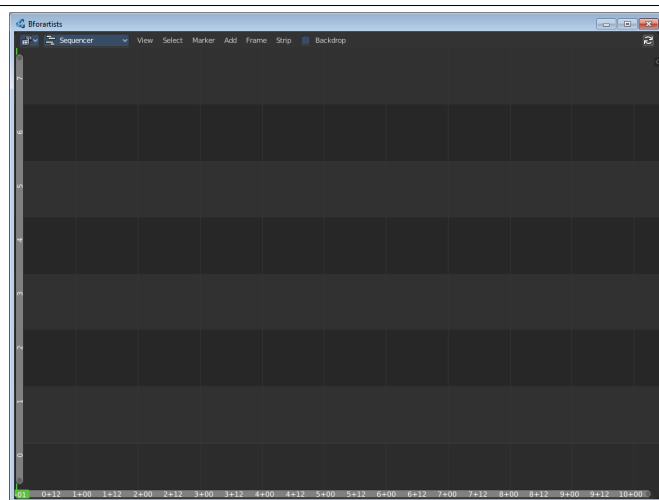 Bforartists
Sequencer View Select Marker Add Frame Strip Backdrop
7
6
5
4
3
2
1
0
-01 0+12 1+00 1+12 2+00 2+12 3+00 3+12 4+00 4+12 5+00 5+12 6+00 6+12 7+00 7+12 8+00 8+12 9+00 9+12 10+00